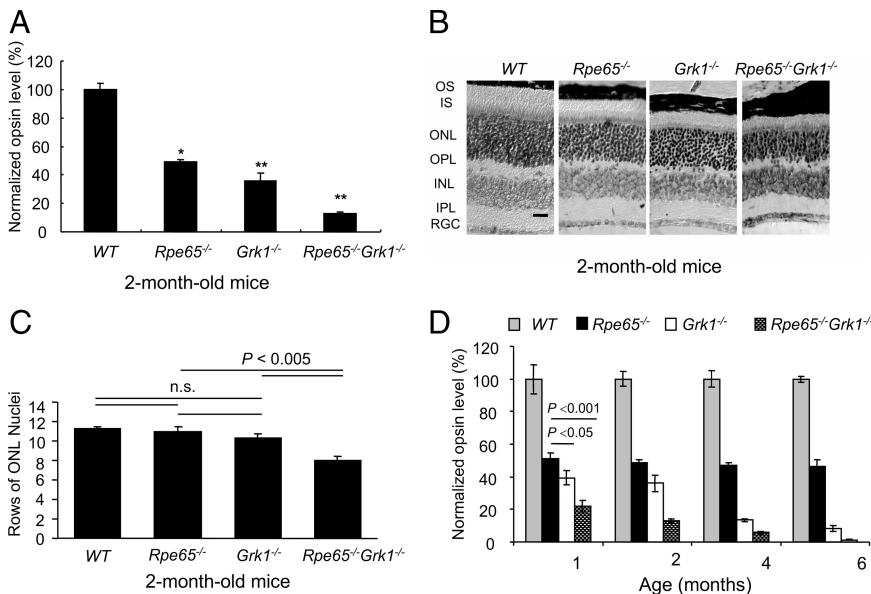 A
Normalized opsin level (%)
120
100
80
60
40
20
0
*
**
**
WT
Rpe65-/-
Grk1-/-
Rpe65-/-Grk1-/-
2-month-old mice
B
WT
Rpe65-/-
Grk1-/-
Rpe65-/-Grk1-/-
OS
IS
ONL
OPL
INL
IPL
RGC
2-month-old mice
C
P < 0.005
n.s.
Rows of ONL Nuclei
14
12
10
8
6
4
2
0
WT
Rpe65-/-
Grk1-/-
Rpe65-/-Grk1-/-
2-month-old mice
D
WT
Rpe65-/-
Grk1-/-
Rpe65-/-Grk1-/-
Normalized opsin level (%)
120
100
80
60
40
20
0
P <0.001
P <0.05
1
2
4
6
Age (months)